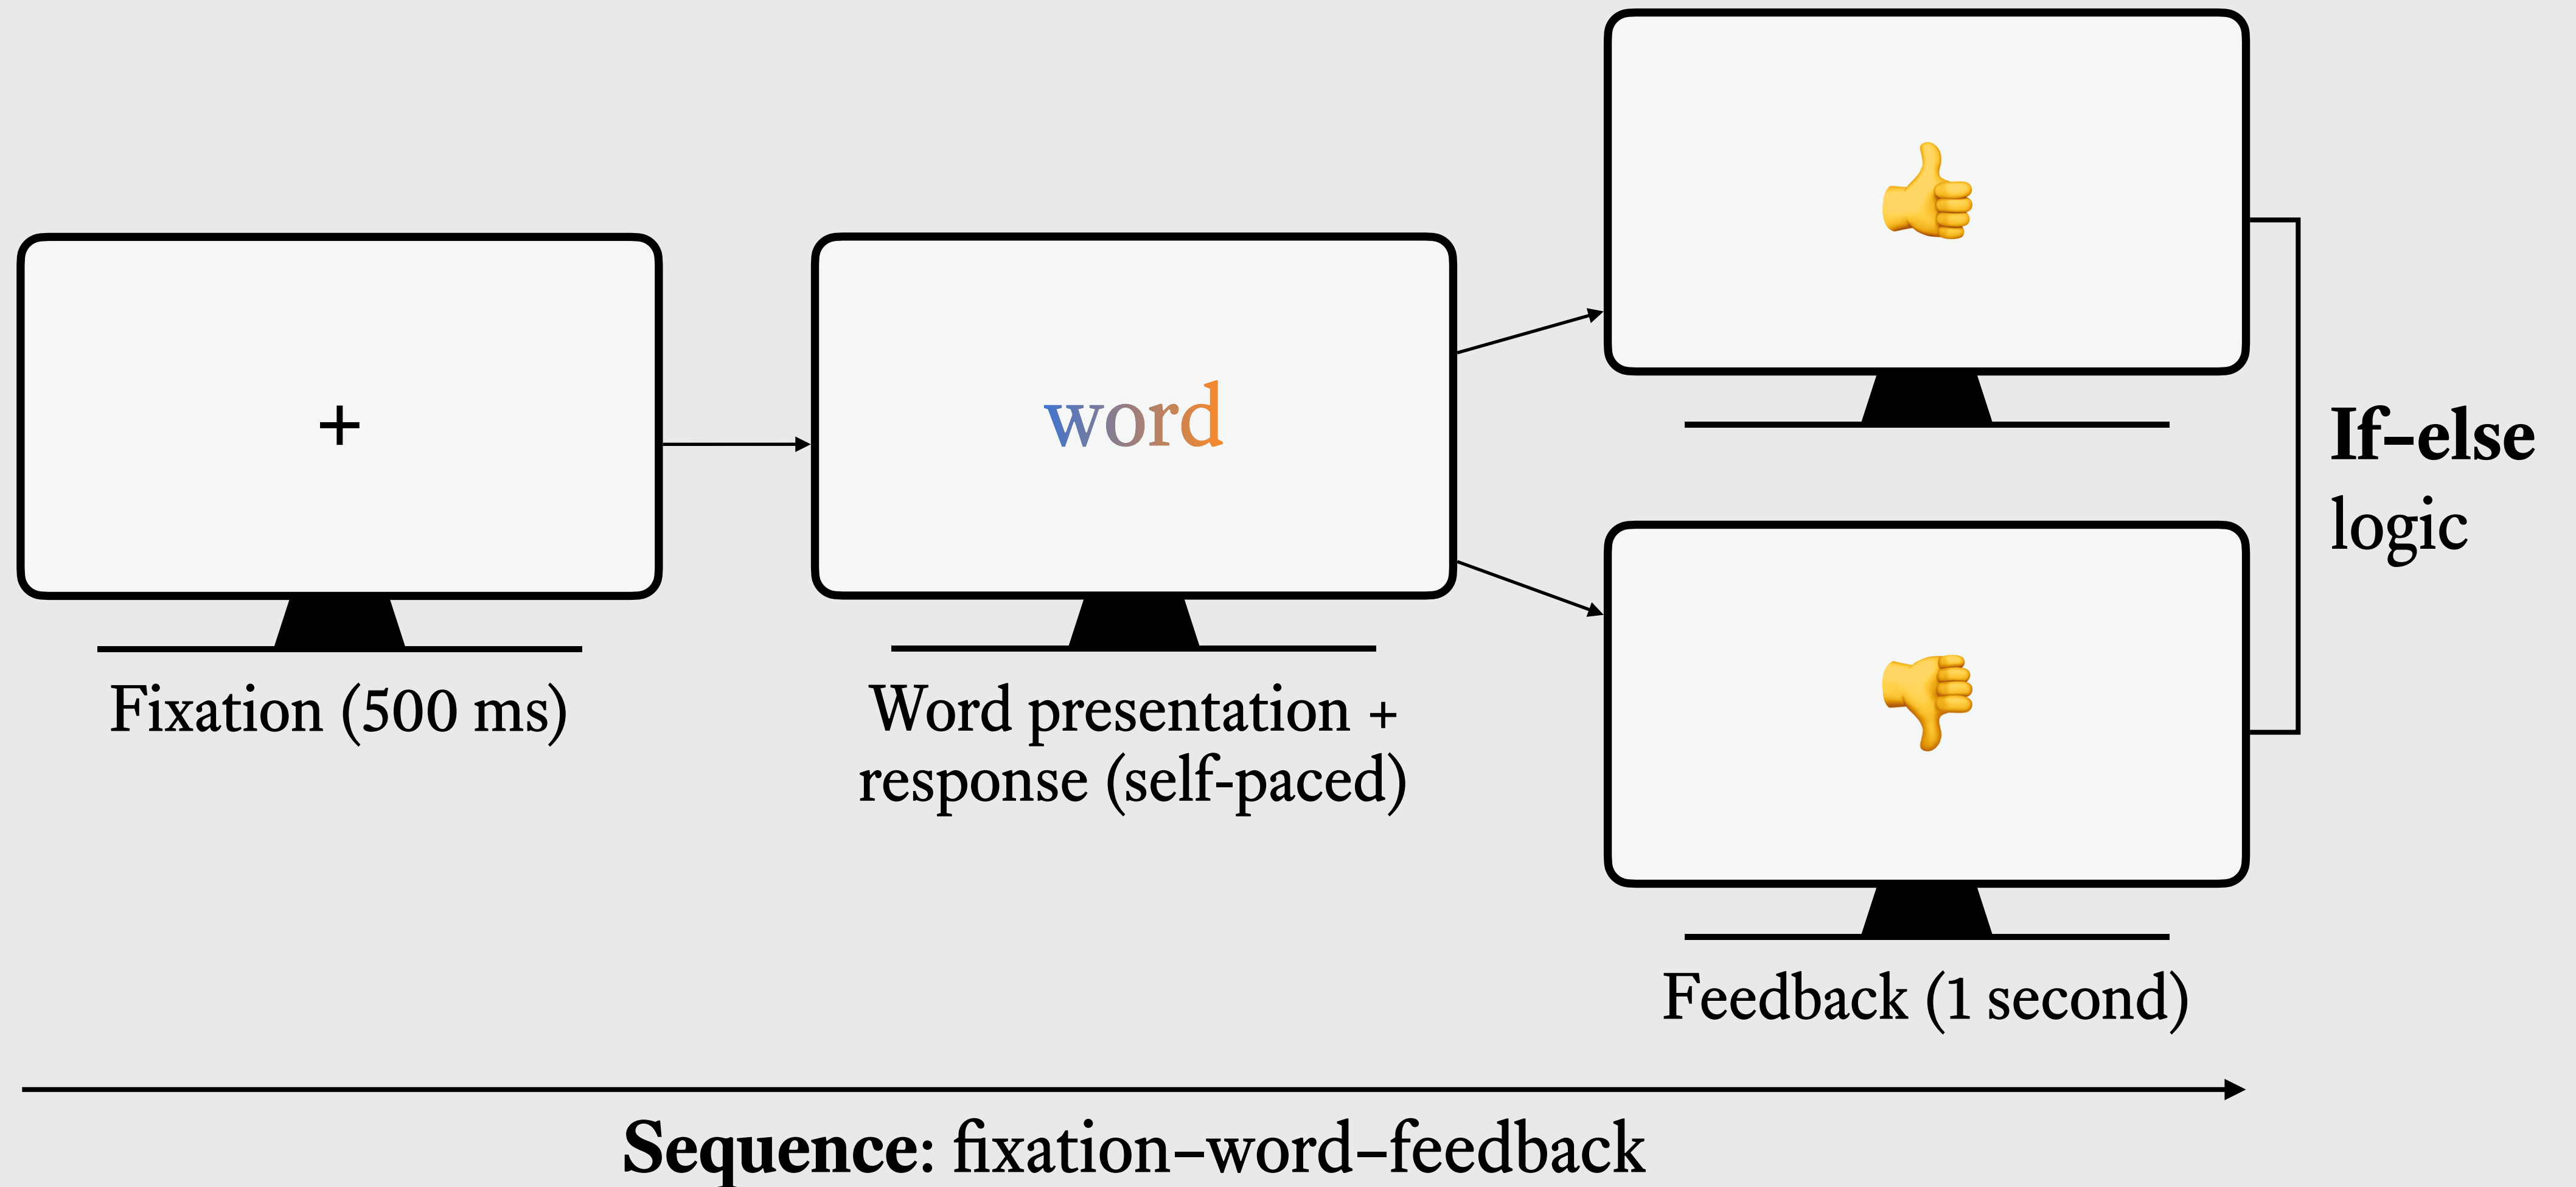 +
word
Fixation (500 ms)
Word presentation +
response (self-paced)
Feedback (1 second)
If–else
logic
Sequence: fixation–word–feedback